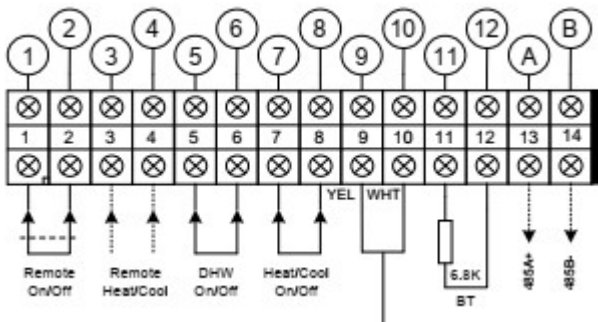 1 2 3 4 5 6 7 8 9 10 11 12 A B
1 2 3 4 5 6 7 8 9 10 11 12 13 14
YEL WHT
Remote
On/Off
Remote
Heat/Cool
DHW
On/Off
Heat/Cool
On/Off
6.8K
BT
485A+
485B-